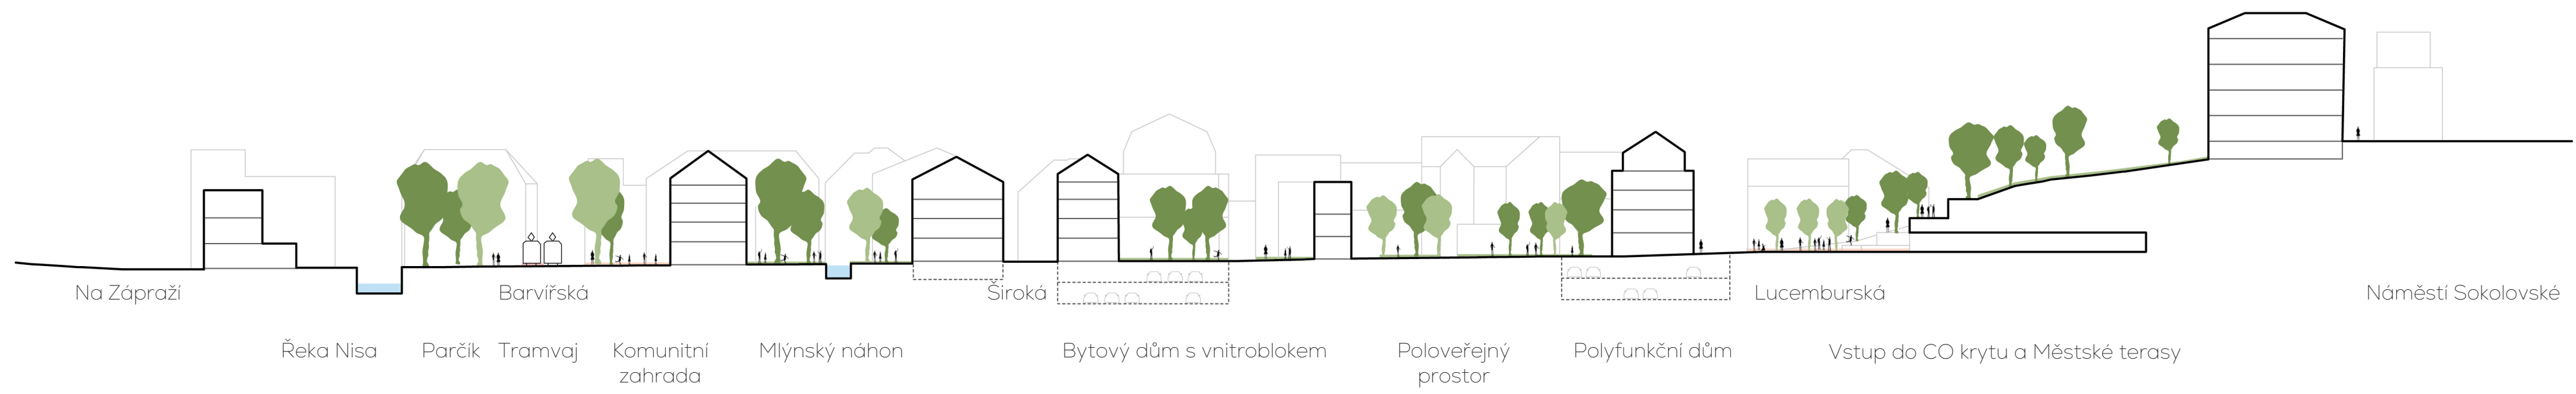 Na Zápraží
Barvířská
Široká
Lucemburská
Náměstí Sokolovské
Řeka Nisa
Parčík
Tramvaj
Komunitní
zahrada
Mlýnský náhon
Bytový dům s vnitroblokem
Poloveřejný
prostor
Polyfunkční dům
Vstup do CO krytu a Městské terasy